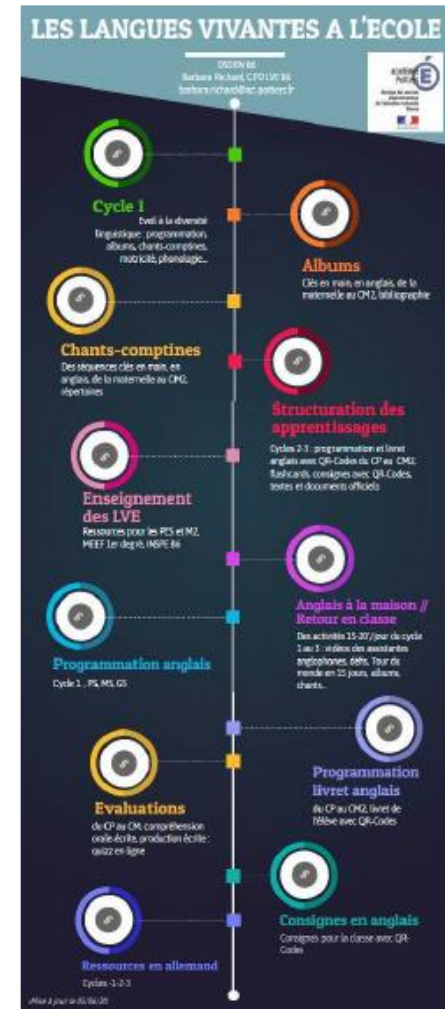 LES LANGUES VIVANTES A L'ECOLE
DSDEN 86
Barbara Richard, CPD LVE 86
barbara.richard@ac-poitiers.fr
Cycle 1
Eveil à la diversité
linguistique : programmation,
albums, chants-comptines,
motricité, phonologie...
Albums
Clés en main, en anglais, de la
maternelle au CM2, bibliographie
Chants-comptines
Des séquences clés en main, en
anglais, de la maternelle au CM2,
répertoires
Structuration des
apprentissages
Cycles 2-3 : programmation et livret
anglais avec QR-Codes du CP au CM2,
flashcards, consignes avec QR-Codes,
textes et documents officiels
Enseignement
des LVE
Ressources pour les PES et M2,
MEEF 1er degré, INSPE 86
Anglais à la maison //
Retour en classe
Des activités 15-20'/jour du cycle
1 au 3 : vidéos des assistantes
anglophones, défis, Tour du
monde en 15 jours, albums,
chants...
Programmation anglais
Cycle 1 , PS, MS, GS
Programmation
livret anglais
du CP au CM2, livret de
l'élève avec QR-Codes
Evaluations
du CP au CM, compréhension
orale-écrite, production écrite :
quizz en ligne
Consignes en anglais
Consignes pour la classe avec QR-
Codes
Ressources en allemand
Cycles -1-2-3